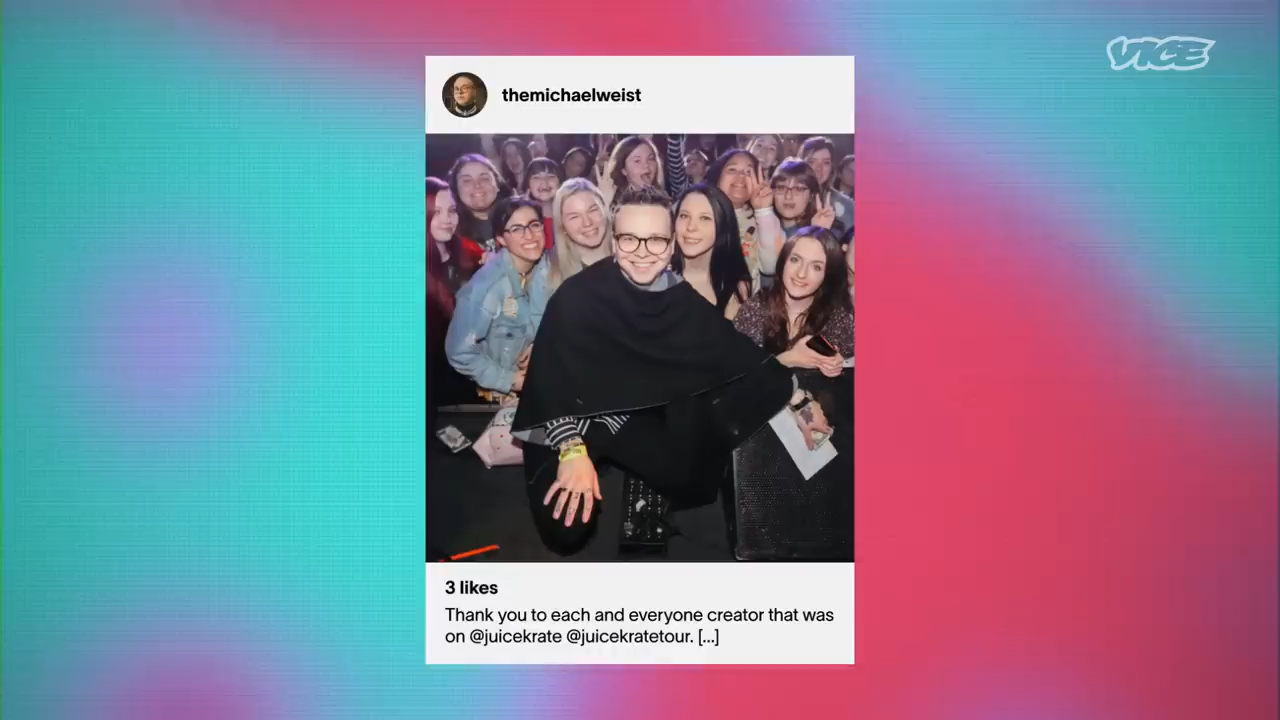 VICE
themichaelweist
3 likes
Thank you to each and everyone creator that was
on @juicekrate @juicekratetour. [...]